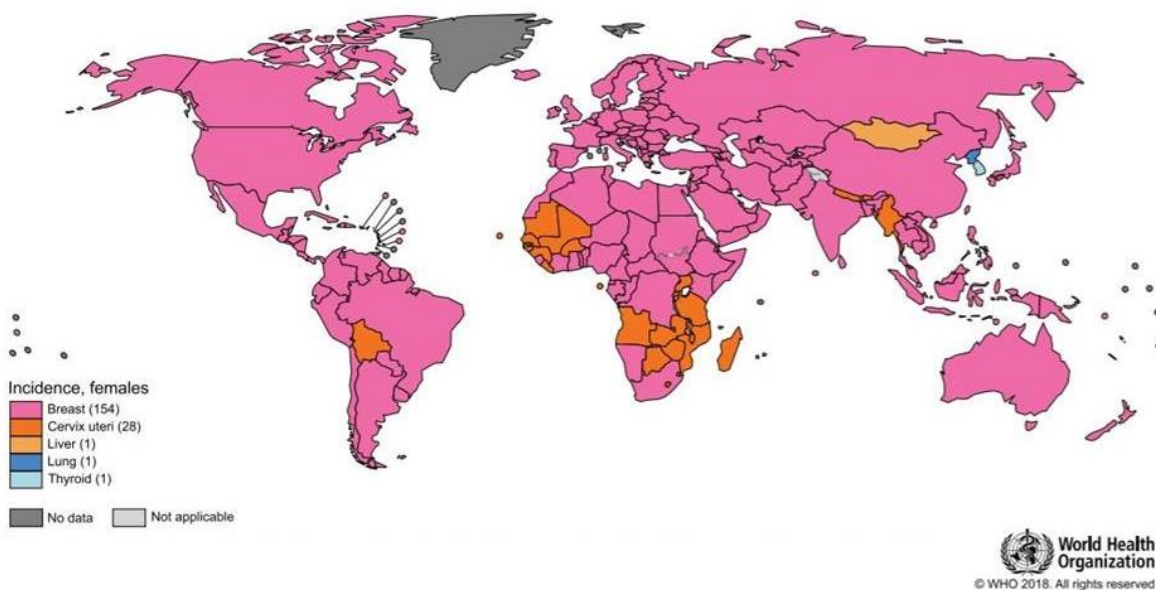 Incidence, females
Breast (154)
Cervix uteri (28)
Liver (1)
Lung (1)
Thyroid (1)
No data
Not applicable
World Health
Organization
© WHO 2018. All rights reserved